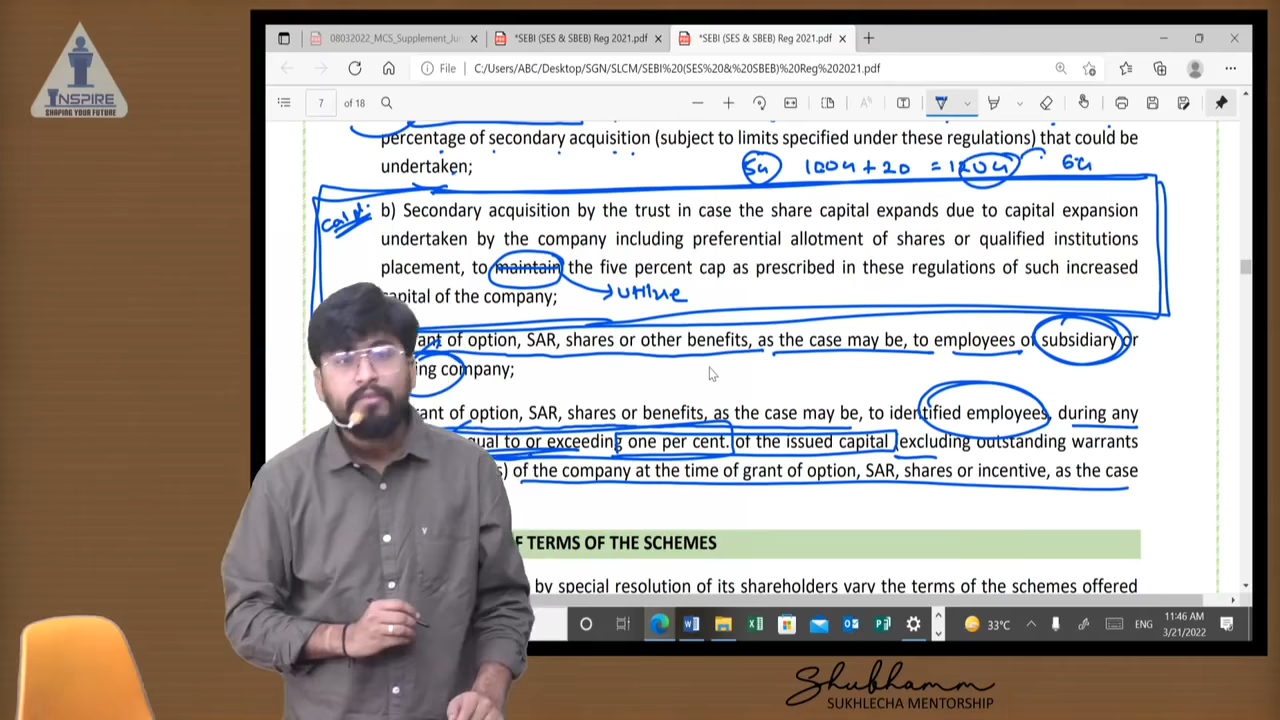 INSPIRE
SHAPING YOUR FUTURE
08032022_MCS_Supplement_Ju
*SEBI (SES & SBEB) Reg 2021.pdf
*SEBI (SES & SBEB) Reg 2021.pdf
File
C:/Users/ABC/Desktop/SGN/SLCM/SEBI%20(SES%20&%20SBEB)%20Reg%202021.pdf
7 of 18
percentage of secondary acquisition (subject to limits specified under these regulations) that could be
undertaken;
b) Secondary acquisition by the trust in case the share capital expands due to capital expansion
undertaken by the company including preferential allotment of shares or qualified institutions
placement, to maintain the five percent cap as prescribed in these regulations of such increased
capital of the company;
utilize
ant of option, SAR, shares or other benefits, as the case may be, to employees of subsidiary or
ing company;
rant of option, SAR, shares or benefits, as the case may be, to identified employees, during any
qual to or exceeding one per cent. of the issued capital (excluding outstanding warrants
s) of the company at the time of grant of option, SAR, shares or incentive, as the case
F TERMS OF THE SCHEMES
by special resolution of its shareholders vary the terms of the schemes offered
33°C
ENG
11:46 AM
3/21/2022
Shubhamm
SUKHLECHA MENTORSHIP